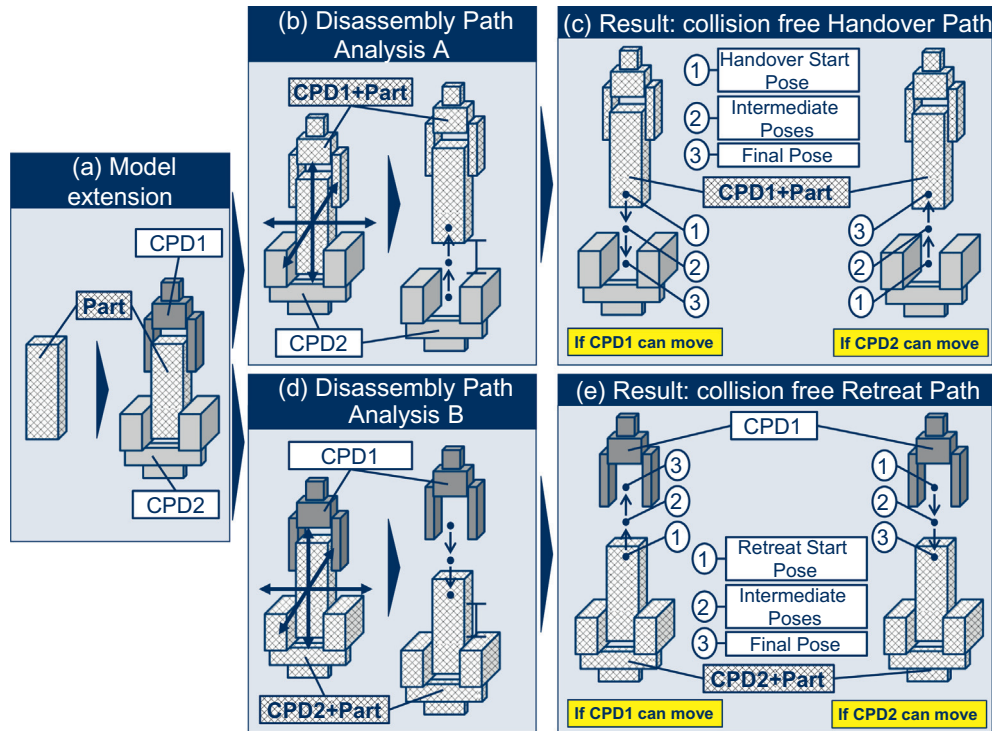 (a) Model
extension
CPD1
Part
CPD2
(b) Disassembly Path
Analysis A
CPD1+Part
CPD2
(c) Result: collision free Handover Path
1
Handover Start
Pose
2
Intermediate
Poses
3
Final Pose
CPD1+Part
1
2
3
3
2
1
If CPD1 can move
If CPD2 can move
(d) Disassembly Path
Analysis B
CPD1
CPD2+Part
(e) Result: collision free Retreat Path
CPD1
3
2
1
1
2
3
1
Retreat Start
Pose
2
Intermediate
Poses
3
Final Pose
CPD2+Part
If CPD1 can move
If CPD2 can move